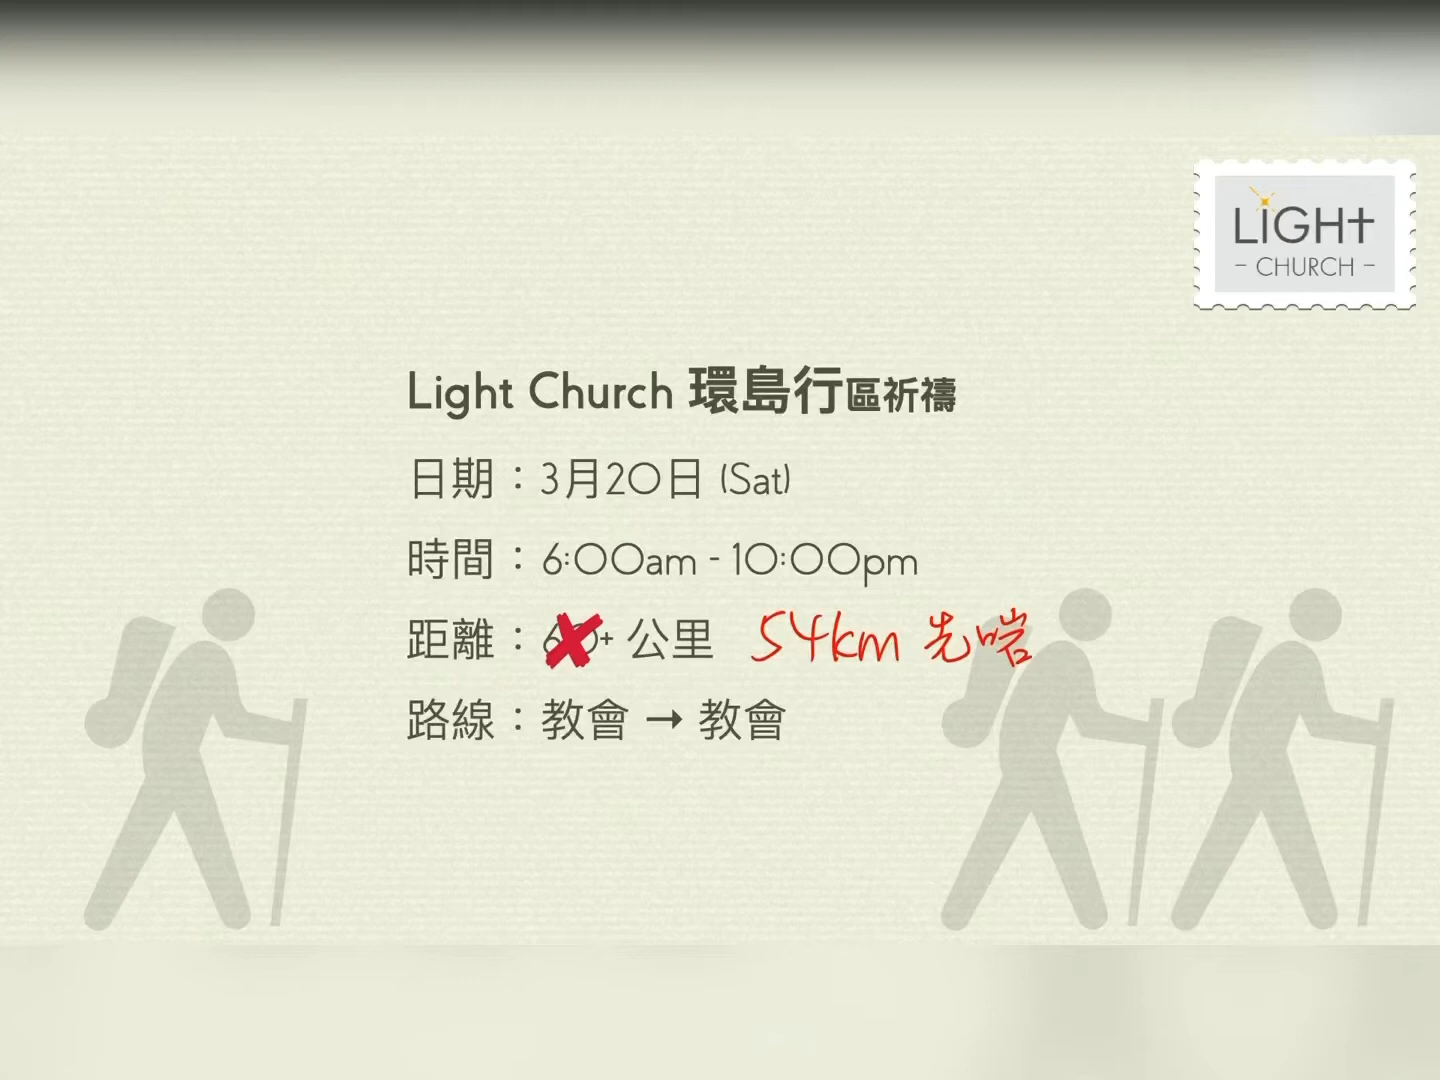 LiGHt
- CHURCH -
Light Church 環島行區祈禱
日期：3月20日 (Sat)
時間：6:00am - 10:00pm
距離：60+ 公里 54km 先啱
路線：教會 → 教會